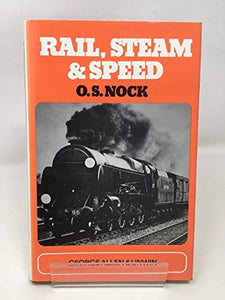 RAIL, STEAM
& SPEED
O.S. NOCK
GEORGE ALLEN & UNWIN